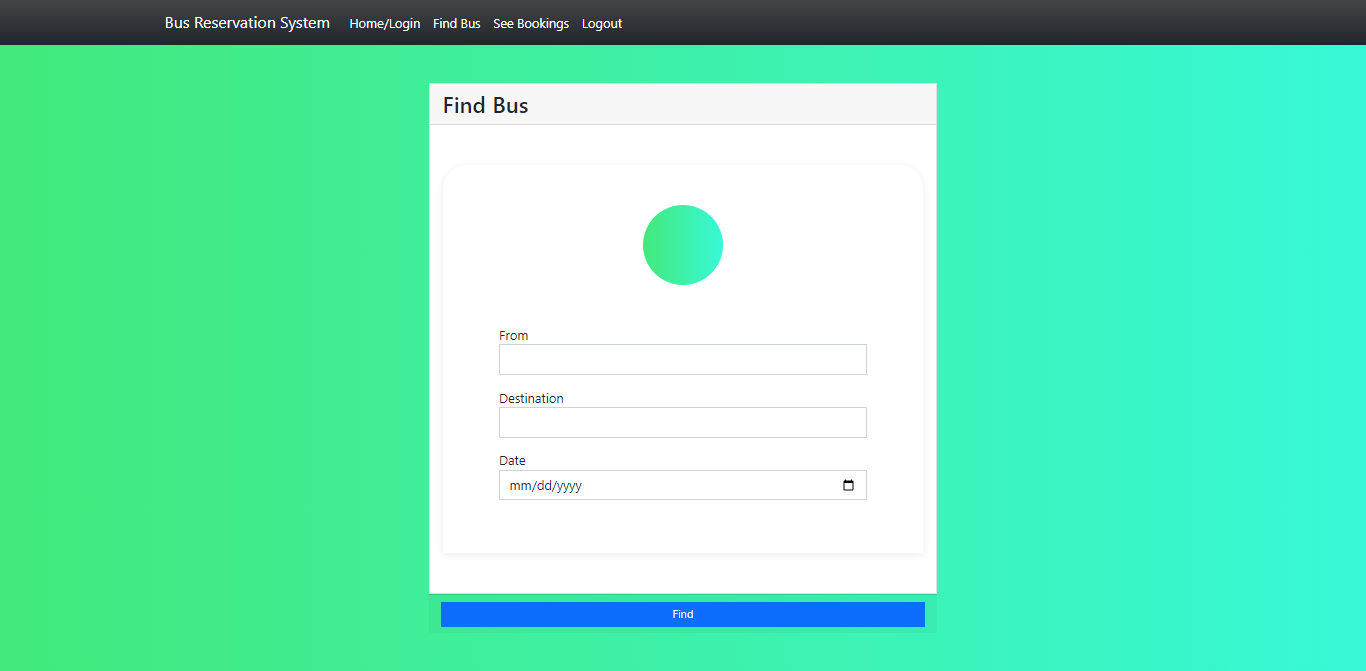 Bus Reservation System Home/Login Find Bus See Bookings Logout
Find Bus
From
Destination
Date
mm/dd/yyyy
Find